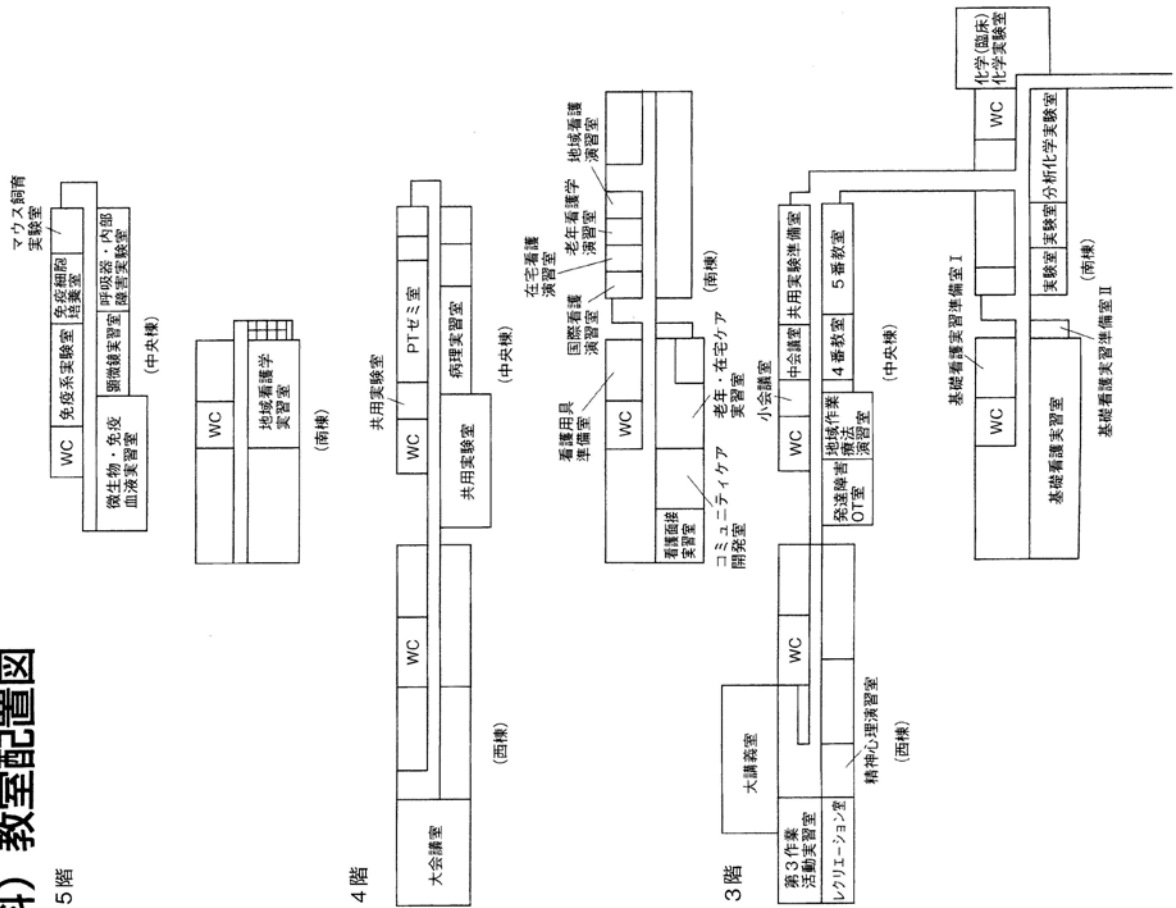 科) 教室配置図
5階
マウス飼育
実験室
WC
免疫系実験室
免疫細胞
培養室
微生物・免疫
血液実習室
顕微鏡実習室
呼吸器・内部
障害実験室
(中央棟)
WC
地域看護学
実習室
(南棟)
4階
共用実験室
WC
PTゼミ室
WC
大会議室
共用実験室
病理実習室
(中央棟)
(西棟)
在宅看護
演習室
老年看護学
演習室
地域看護
演習室
国際看護
演習室
看護用具
準備室
WC
看護面接
実習室
コミュニティケア
開発室
老年・在宅ケア
実習室
(南棟)
3階
大講義室
第3作業
活動実習室
レクリエーション室
WC
精神心理演習室
(西棟)
小会議室
WC
中会議室
共用実験準備室
発達障害
OT室
地域作業
療法
演習室
4番教室
5番教室
(中央棟)
基礎看護実習準備室Ⅰ
WC
基礎看護実習室
基礎看護実習準備室Ⅱ
実験室
実験室
分析化学実験室
WC
化学(臨床)
化学実験室
(南棟)